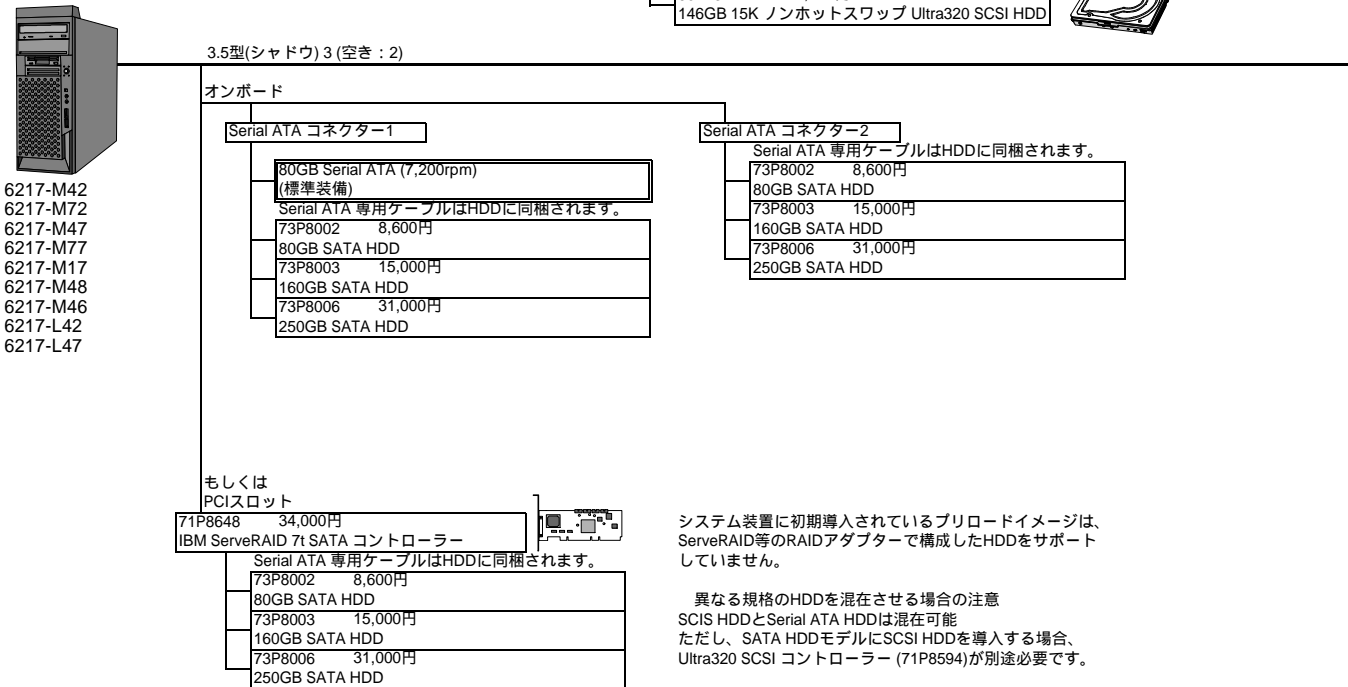 146GB 15K ノンホットスワップ Ultra320 SCSI HDD
3.5型(シャドウ) 3 (空き：2)
6217-M42
6217-M72
6217-M47
6217-M77
6217-M17
6217-M48
6217-M46
6217-L42
6217-L47
オンボード
Serial ATA コネクター1
80GB Serial ATA (7,200rpm)
(標準装備)
Serial ATA 専用ケーブルはHDDに同梱されます。
73P8002 8,600円
80GB SATA HDD
73P8003 15,000円
160GB SATA HDD
73P8006 31,000円
250GB SATA HDD
Serial ATA コネクター2
Serial ATA 専用ケーブルはHDDに同梱されます。
73P8002 8,600円
80GB SATA HDD
73P8003 15,000円
160GB SATA HDD
73P8006 31,000円
250GB SATA HDD
もしくは
PCIスロット
71P8648 34,000円
IBM ServeRAID 7t SATA コントローラー
Serial ATA 専用ケーブルはHDDに同梱されます。
73P8002 8,600円
80GB SATA HDD
73P8003 15,000円
160GB SATA HDD
73P8006 31,000円
250GB SATA HDD
システム装置に初期導入されているプリロードイメージは、
ServeRAID等のRAIDアダプターで構成したHDDをサポート
していません。
異なる規格のHDDを混在させる場合の注意
SCIS HDDとSerial ATA HDDは混在可能
ただし、SATA HDDモデルにSCSI HDDを導入する場合、
Ultra320 SCSI コントローラー (71P8594)が別途必要です。